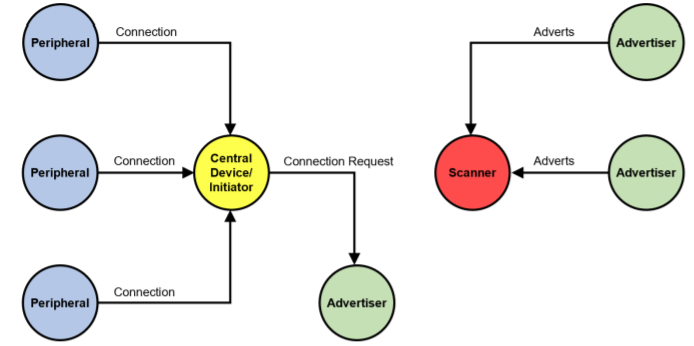 Peripheral
Connection
Adverts
Advertiser
Peripheral
Connection
Central
Device/
Initiator
Connection Request
Scanner
Adverts
Advertiser
Peripheral
Connection
Advertiser